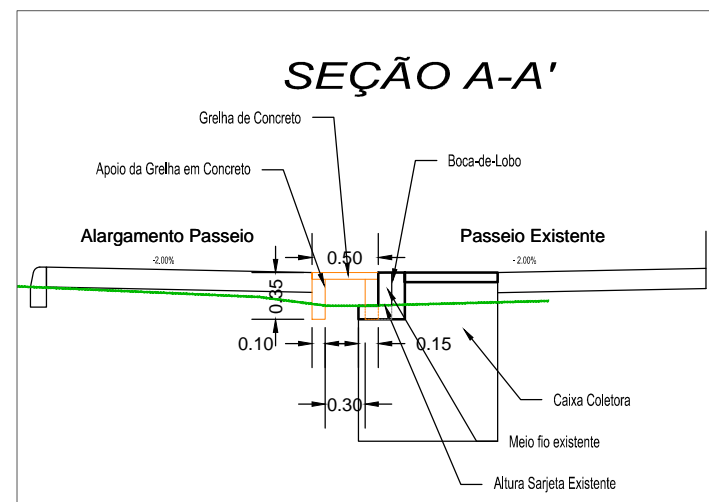 SEÇÃO A-A'
Grelha de Concreto
Apoio da Grelha em Concreto
Boca-de-Lobo
Alargamento Passeio
Passeio Existente
-2.00%
0.50
- 2.00%
0.35
0.10
0.15
0.30
Caixa Coletora
Meio fio existente
Altura Sarjeta Existente